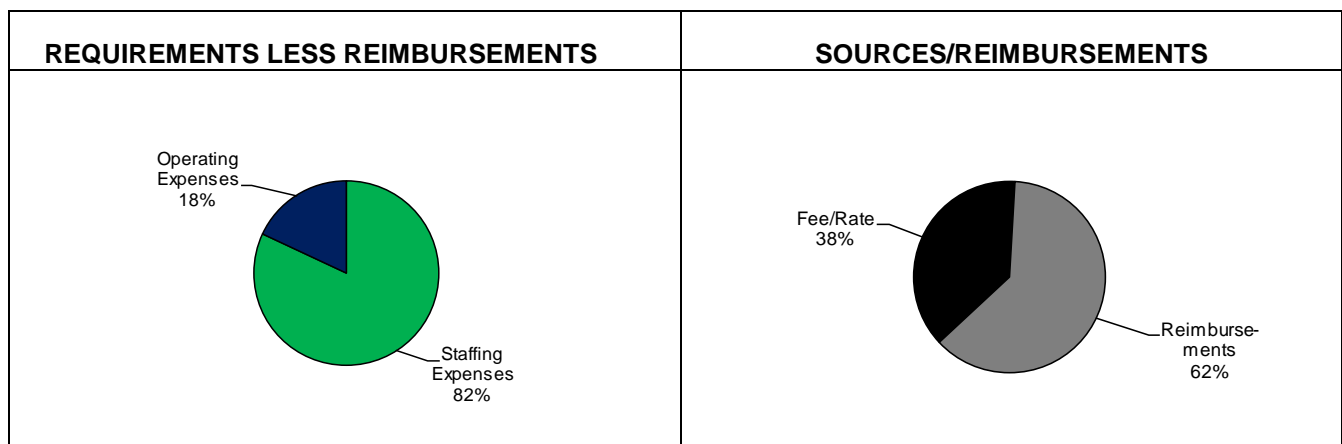 REQUIREMENTS LESS REIMBURSEMENTS
Operating
Expenses
18%
Staffing
Expenses
82%
SOURCES/REIMBURSEMENTS
Fee/Rate
38%
Reimburse-
ments
62%